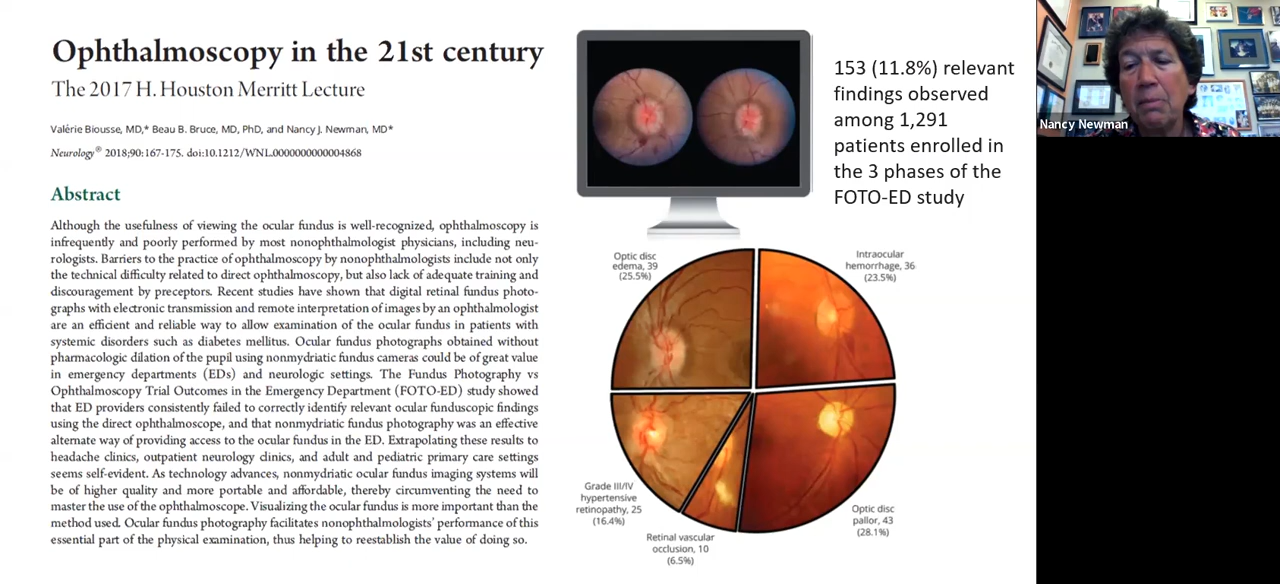 Ophthalmoscopy in the 21st century
The 2017 H. Houston Merritt Lecture
Valérie Biousse, MD,* Beau B. Bruce, MD, PhD, and Nancy J. Newman, MD*
Neurology® 2018;90:167-175. doi:10.1212/WNL.0000000000004868
Abstract
Although the usefulness of viewing the ocular fundus is well-recognized, ophthalmoscopy is
infrequently and poorly performed by most nonophthalmologist physicians, including neu-
rologists. Barriers to the practice of ophthalmoscopy by nonophthalmologists include not only
the technical difficulty related to direct ophthalmoscopy, but also lack of adequate training and
discouragement by preceptors. Recent studies have shown that digital retinal fundus photo-
graphs with electronic transmission and remote interpretation of images by an ophthalmologist
are an efficient and reliable way to allow examination of the ocular fundus in patients with
systemic disorders such as diabetes mellitus. Ocular fundus photographs obtained without
pharmacologic dilation of the pupil using nonmydriatic fundus cameras could be of great value
in emergency departments (EDs) and neurologic settings. The Fundus Photography vs
Ophthalmoscopy Trial Outcomes in the Emergency Department (FOTO-ED) study showed
that ED providers consistently failed to correctly identify relevant ocular funduscopic findings
using the direct ophthalmoscope, and that nonmydriatic fundus photography was an effective
alternate way of providing access to the ocular fundus in the ED. Extrapolating these results to
headache clinics, outpatient neurology clinics, and adult and pediatric primary care settings
seems self-evident. As technology advances, nonmydriatic ocular fundus imaging systems will
be of higher quality and more portable and affordable, thereby circumventing the need to
master the use of the ophthalmoscope. Visualizing the ocular fundus is more important than the
method used. Ocular fundus photography facilitates nonophthalmologists' performance of this
essential part of the physical examination, thus helping to reestablish the value of doing so.
153 (11.8%) relevant
findings observed
among 1,291
patients enrolled in
the 3 phases of the
FOTO-ED study
Optic disc
edema, 39
(25.5%)
Intraocular
hemorrhage, 36
(23.5%)
Grade III/IV
hypertensive
retinopathy, 25
(16.4%)
Retinal vascular
occlusion, 10
(6.5%)
Optic disc
pallor, 43
(28.1%)
Nancy Newman